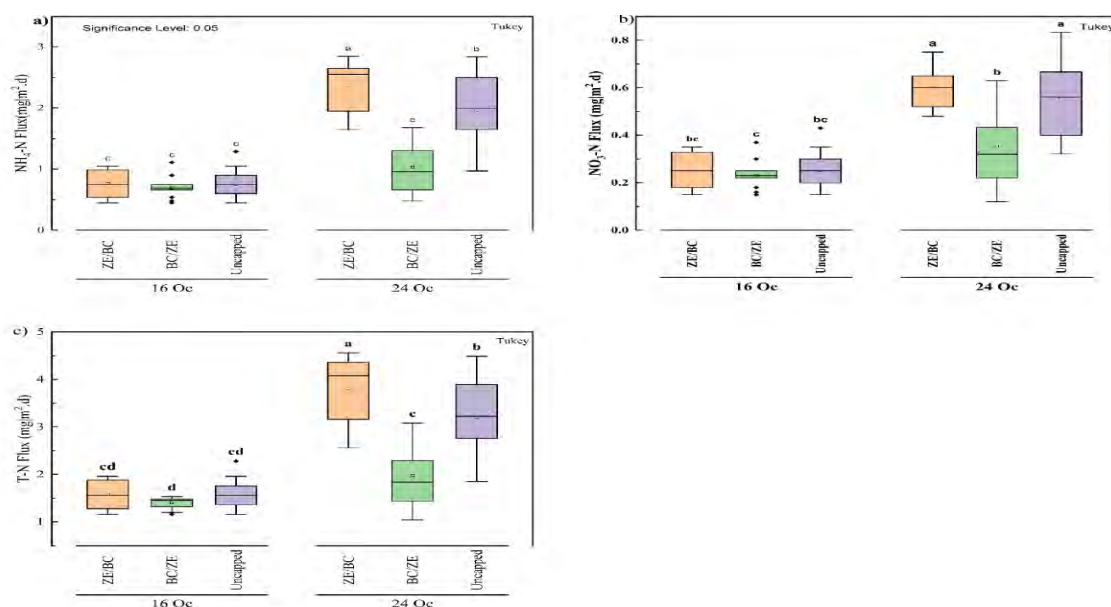 a)
Significance Level: 0.05
Tukey
NH₄-N Flux(mg|m².d)
3
2
1
0
c
c
c
a
c
b
ZE/BC
BC/ZE
Uncapped
ZE/BC
BC/ZE
Uncapped
16 Oc
24 Oc
b)
Tukey
NO₃-N Flux (mg|m².d)
0.8
0.6
0.4
0.2
0.0
bc
c
bc
a
b
a
ZE/BC
BC/ZE
Uncapped
ZE/BC
BC/ZE
Uncapped
16 Oc
24 Oc
c)
Tukey
T-N Flux (mg|m².d)
5
4
3
2
1
cd
d
cd
a
c
b
ZE/BC
BC/ZE
Uncapped
ZE/BC
BC/ZE
Uncapped
16 Oc
24 Oc